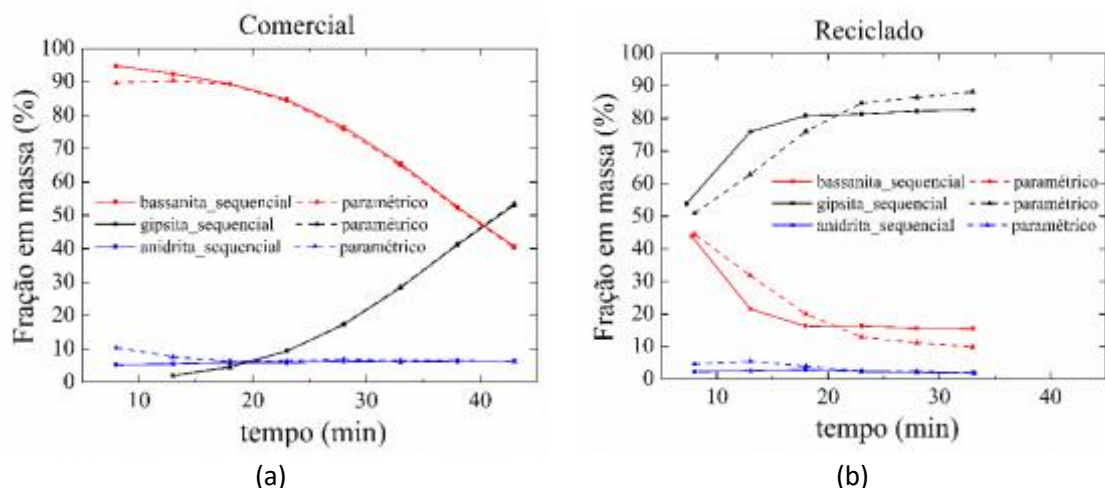 Comercial
Fração em massa (%)
100
90
80
70
60
50
40
30
20
10
0
bassanita_sequencial paramétrico
gipsita_sequencial paramétrico
anidrita_sequencial paramétrico
10 20 30 40
tempo (min)
(a)
Reciclado
Fração em massa (%)
100
90
80
70
60
50
40
30
20
10
0
bassanita_sequencial paramétrico
gipsita_sequencial paramétrico
anidrita_sequencial paramétrico
10 20 30 40
tempo (min)
(b)